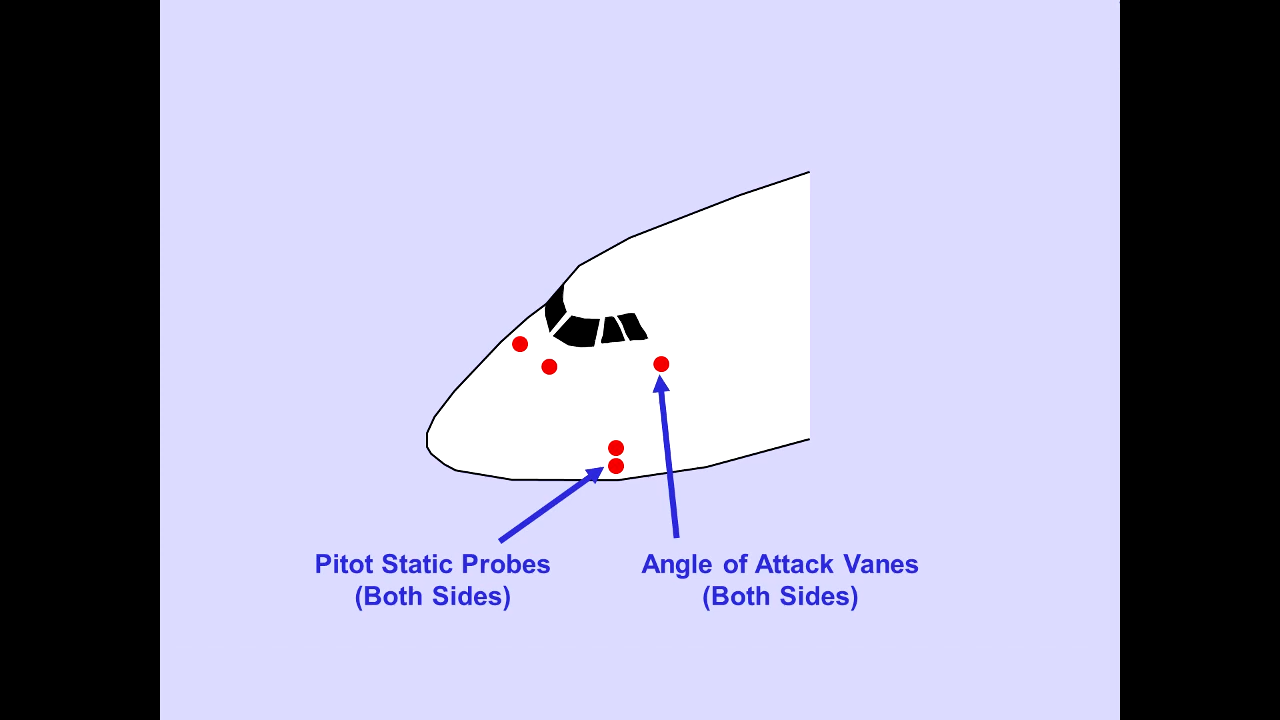 Pitot Static Probes
(Both Sides)
Angle of Attack Vanes
(Both Sides)